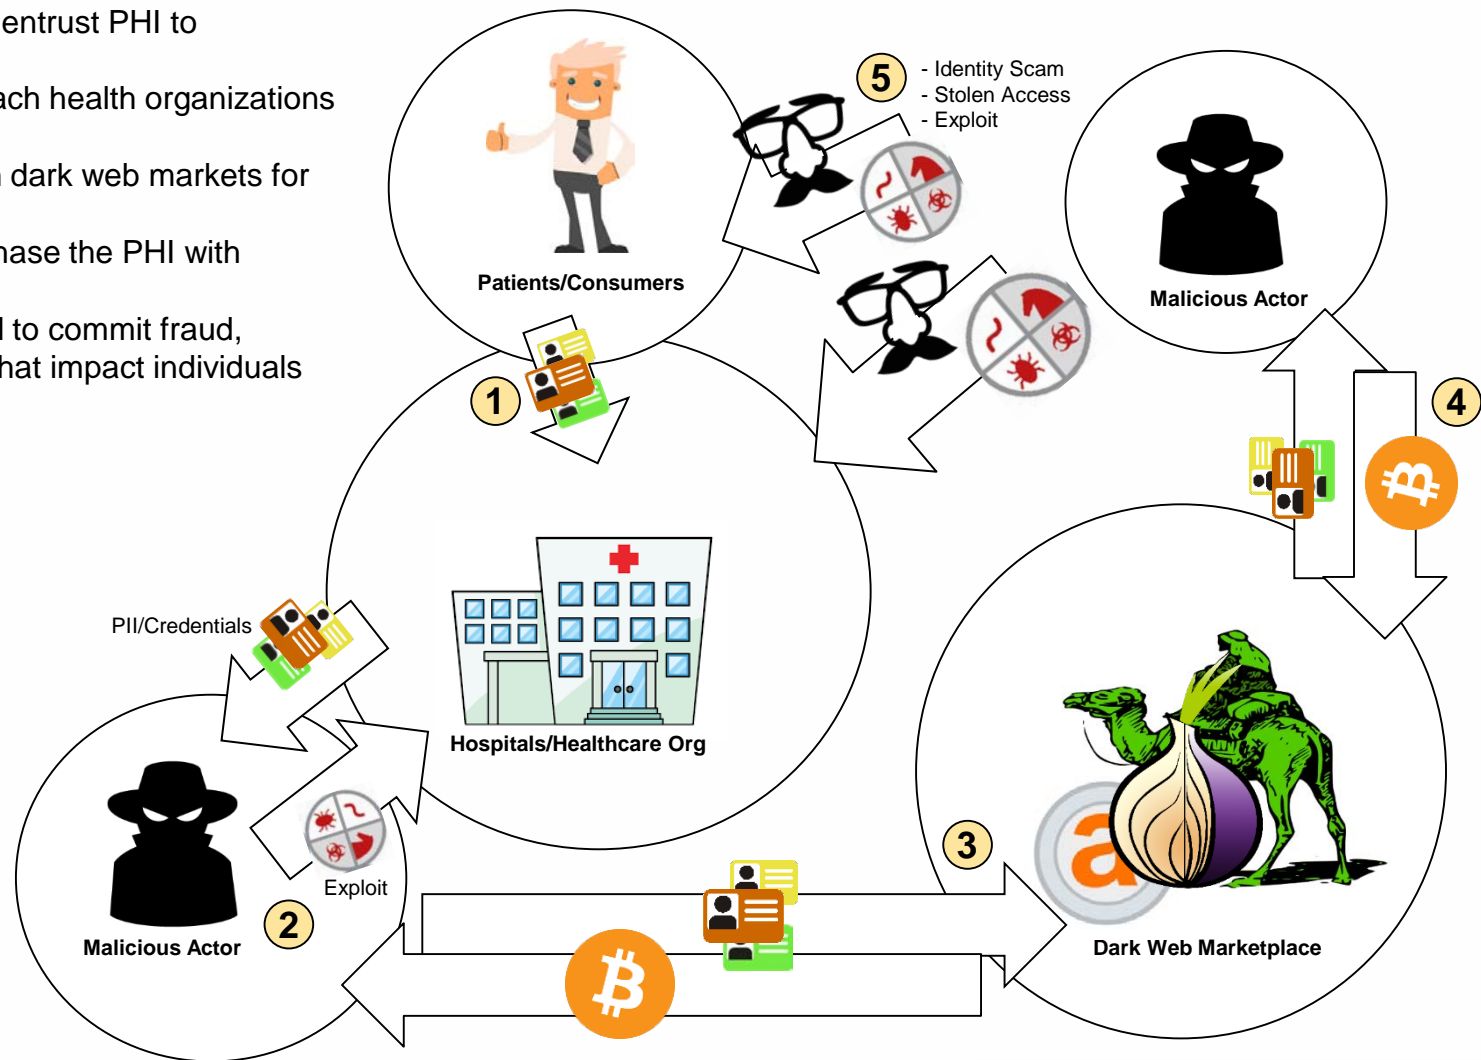 entrust PHI to
ach health organizations
dark web markets for
hase the PHI with
to commit fraud,
hat impact individuals
5
- Identity Scam
- Stolen Access
- Exploit
Patients/Consumers
Malicious Actor
1
4
PII/Credentials
Hospitals/Healthcare Org
Exploit
2
Malicious Actor
3
a
Dark Web Marketplace